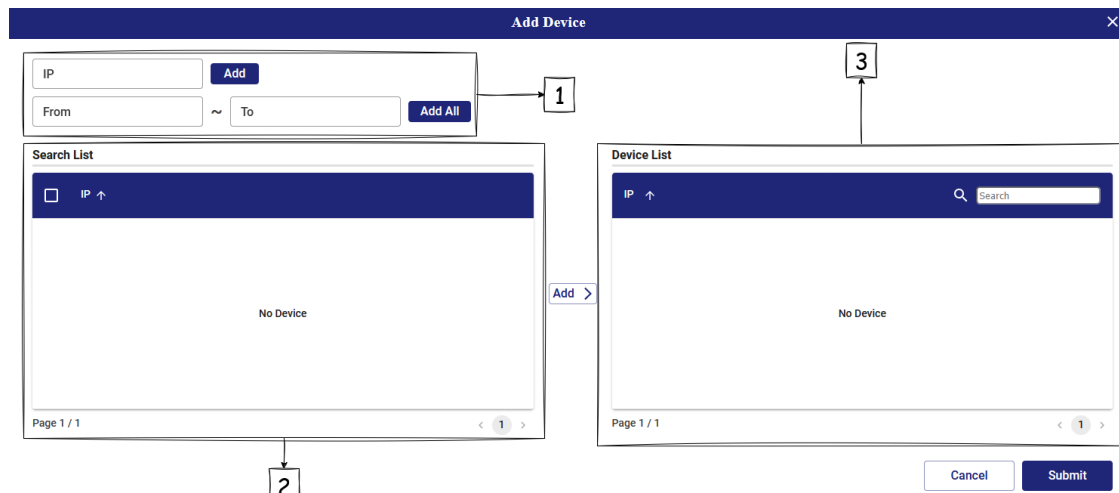 Add Device
IP
Add
From
~
To
Add All
1
3
Search List
IP
No Device
Page 1 / 1
1
2
Add
Device List
IP
Search
No Device
Page 1 / 1
1
Cancel
Submit